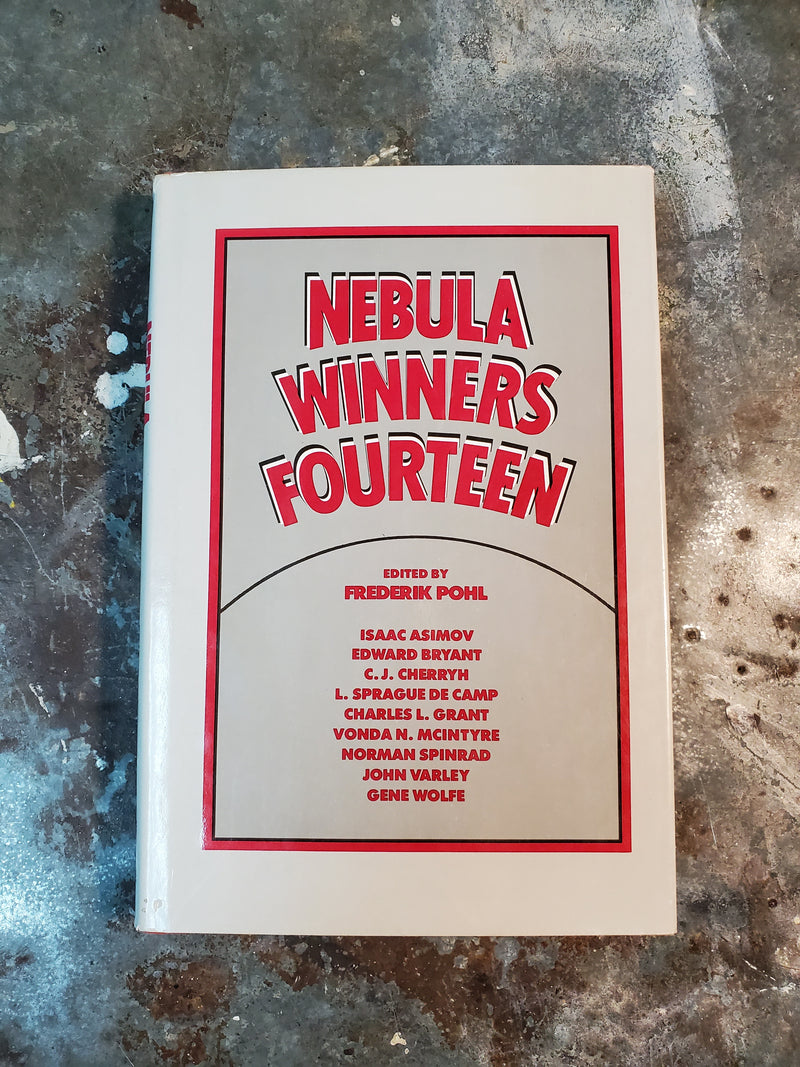 NEBULA
WINNERS
FOURTEEN
EDITED BY
FREDERIK POHL
ISAAC ASIMOV
EDWARD BRYANT
C. J. CHERRYH
L. SPRAGUE DE CAMP
CHARLES L. GRANT
VONDA N. MCINTYRE
NORMAN SPINRAD
JOHN VARLEY
GENE WOLFE